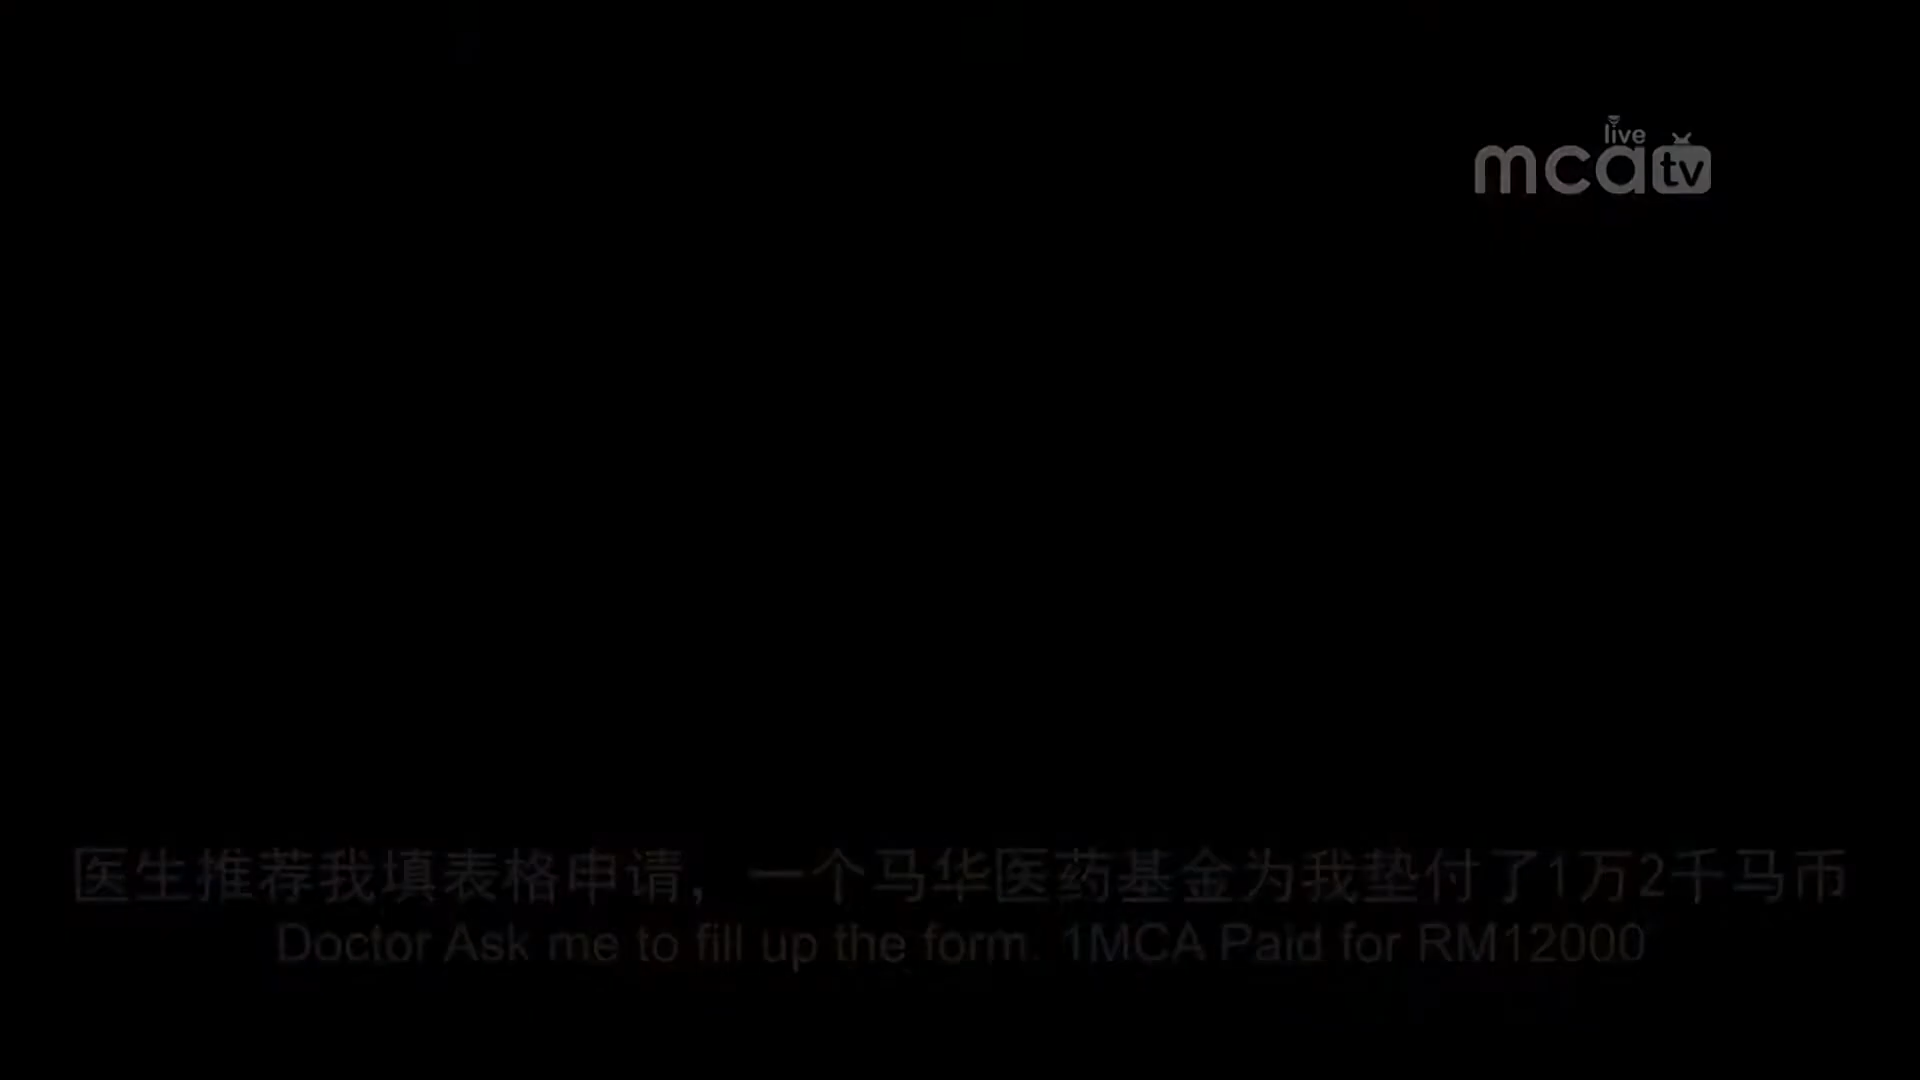 live
mcatv
医生推荐我填表格申请，一个马华医药基金为我垫付了1万2千马币
Doctor Ask me to fill up the form. 1MCA Paid for RM12000